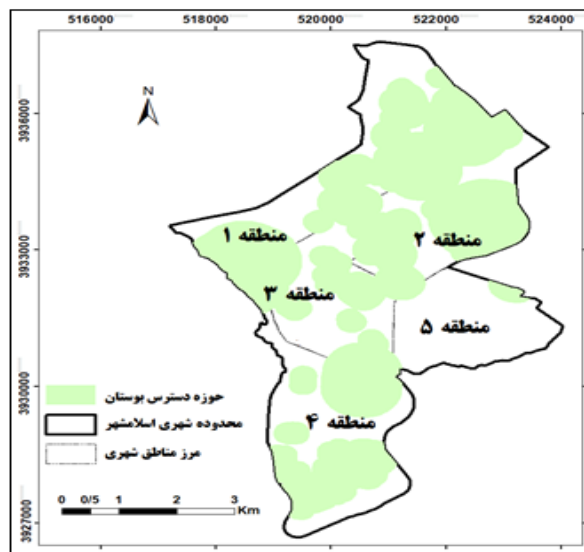 516000 518000 520000 522000 524000
3936000
N
3933000
منطقه ۱
منطقه ۲
منطقه ۳
منطقه ۵
3930000
حوزه دسترس بوستان
محدوده شهری اسلامشهر
منطقه ۴
مرز مناطق شهری
0 0/5 1 2 3
Km
3927000